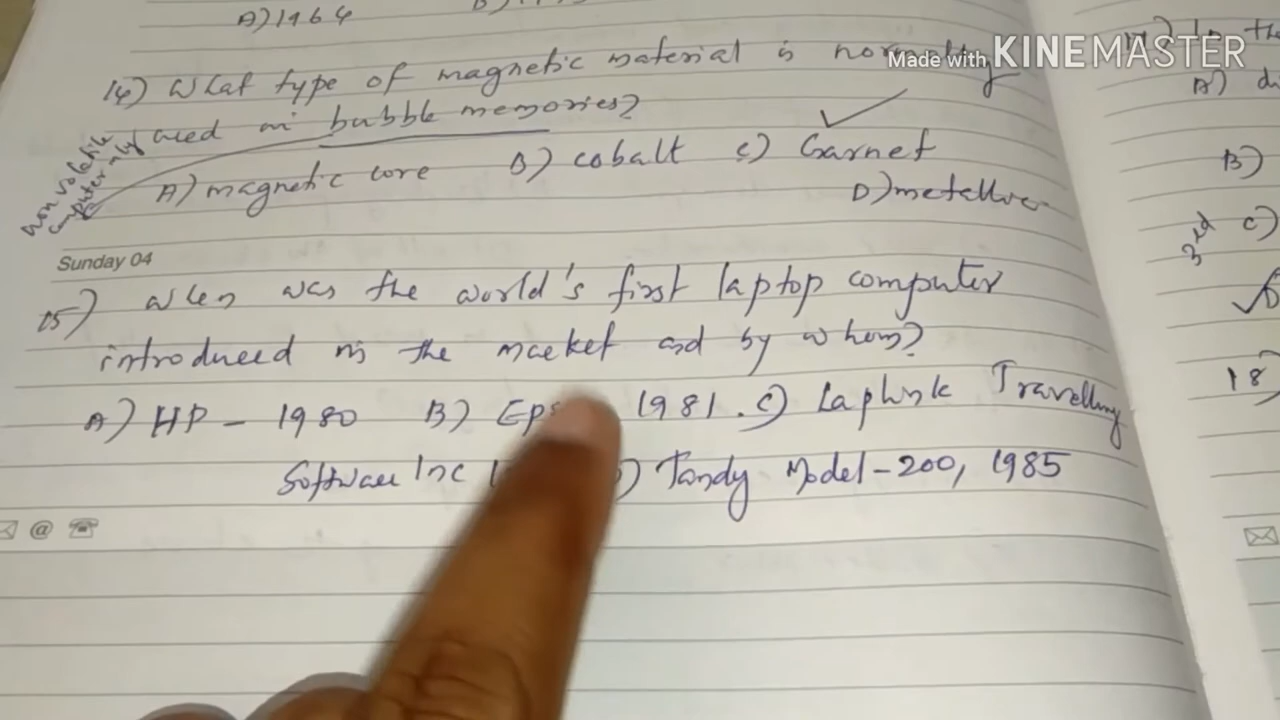 A) 1964
Made with KINEMASTER
14) What type of magnetic material is normally
used in bubble memories?
non volatile
computer m/y
A) magnetic core B) cobalt C) Garnet
D) metallic
Sunday 04
15) When was the world's first laptop computer
introduced in the market and by whom?
A) HP - 1980 B) Eps 1981. C) Laplink Travelling
Software Inc D) Tandy Model-200, 1985
@
B)
3rd C)
18)